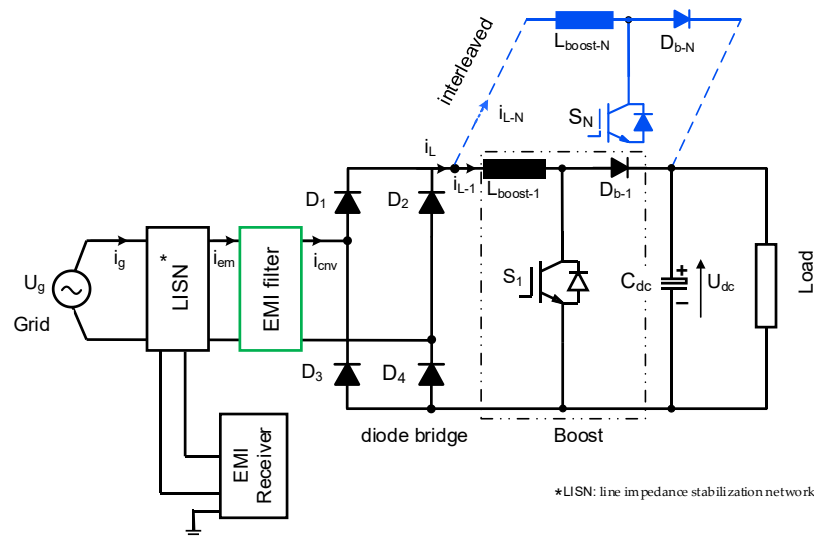 L_boost-N
D_b-N
interleaved
i_L-N
S_N
i_L
i_L-1
L_boost-1
D_b-1
D_1
D_2
i_g
*
i_em
i_cnv
U_g
LISN
EMI filter
S_1
C_dc
+
−
U_dc
Load
Grid
D_3
D_4
diode bridge
Boost
EMI
Receiver
*LISN: line impedance stabilization network